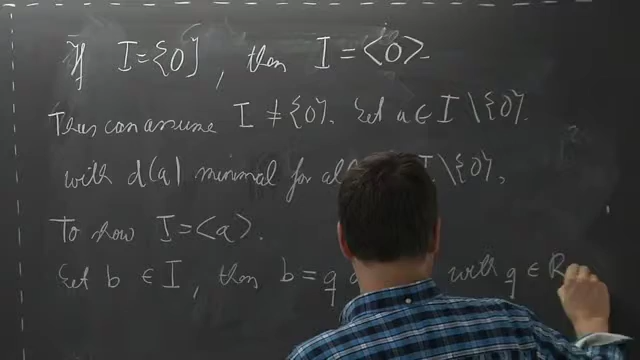 If I = {0}, then I = <0>.
Thus can assume I ≠ {0}. Let a ∈ I \ {0}
with d(a) minimal for all I \ {0},
To show I = <a>.
Let b ∈ I, then b = q with q ∈ R